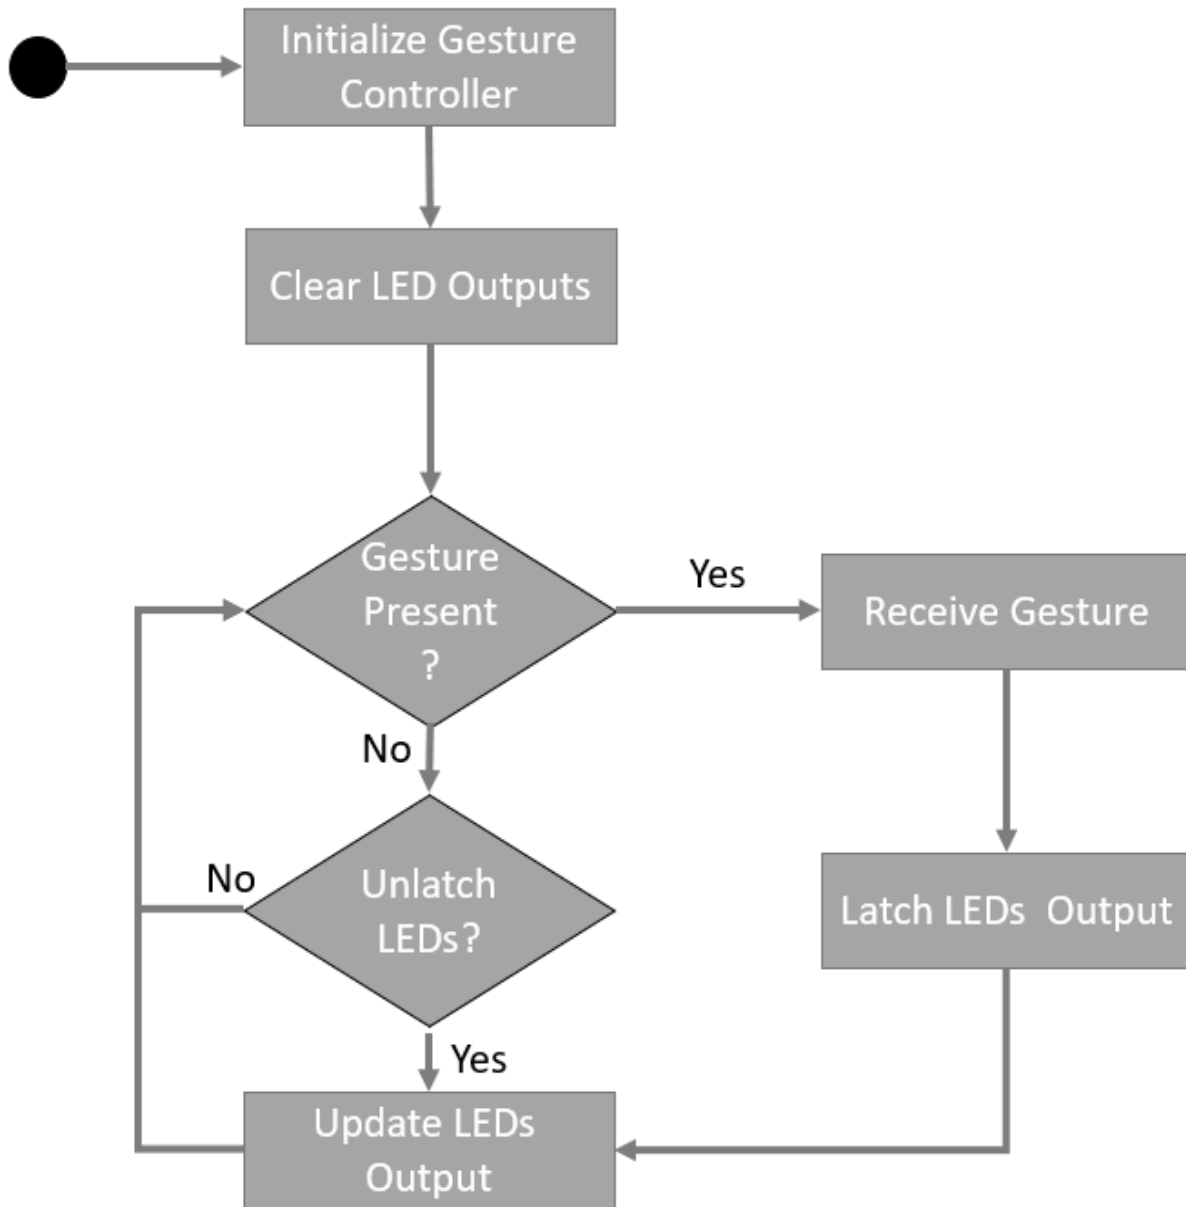 Initialize Gesture
Controller
Clear LED Outputs
Gesture
Present
?
Yes
Receive Gesture
No
Unlatch
LEDs?
No
Latch LEDs  Output
Yes
Update LEDs
Output